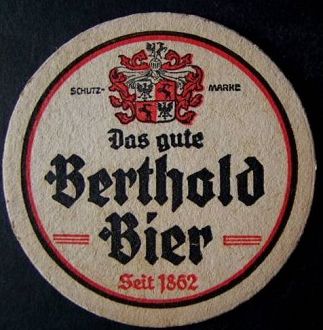 SCHUTZ- MARKE
Das gute
Berthold
Bier
Seit 1862